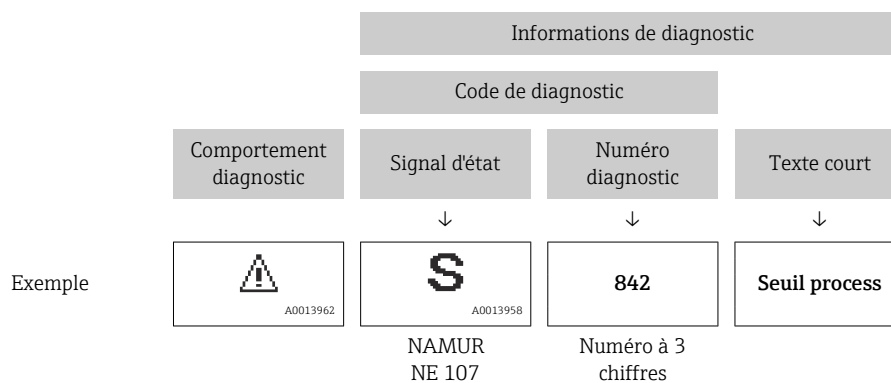 Informations de diagnostic
Code de diagnostic
Comportement
diagnostic
Signal d'état
Numéro
diagnostic
Texte court
↓
↓
↓
Exemple
A0013962
S
A0013958
842
Seuil process
NAMUR
NE 107
Numéro à 3
chiffres